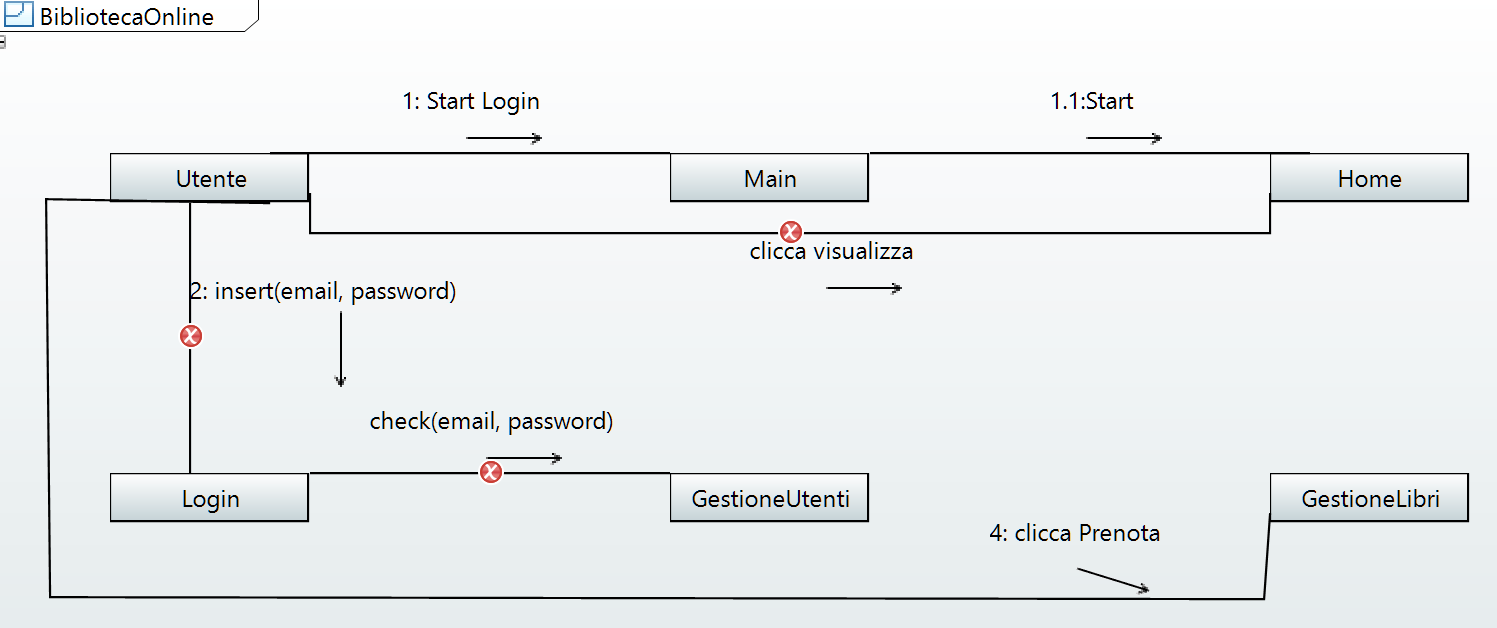 BibliotecaOnline
1: Start Login
1.1:Start
Utente
Main
Home
clicca visualizza
2: insert(email, password)
check(email, password)
Login
GestioneUtenti
GestioneLibri
4: clicca Prenota